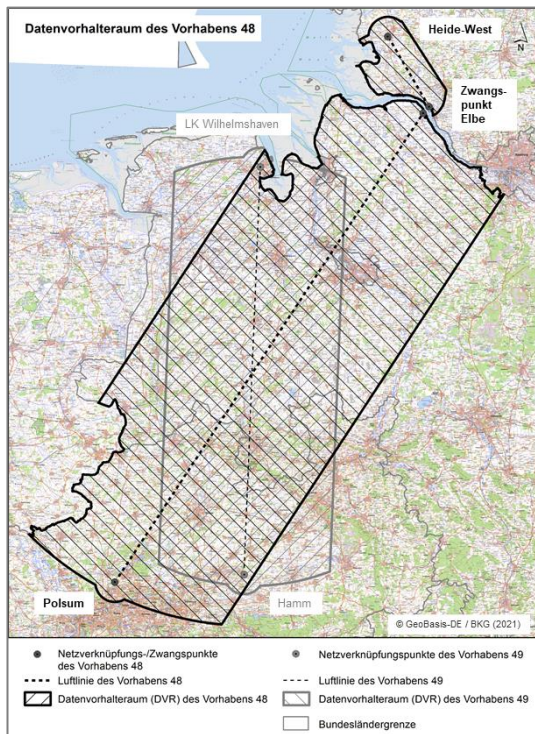 Datenvorhalteraum des Vorhabens 48
Heide-West
N
Zwangs-
punkt
Elbe
LK Wilhelmshaven
Polsum
Hamm
© GeoBasis-DE / BKG (2021)
Netzverknüpfungs-/Zwangspunkte
des Vorhabens 48
Luftlinie des Vorhabens 48
Datenvorhalteraum (DVR) des Vorhabens 48
Netzverknüpfungspunkte des Vorhabens 49
Luftlinie des Vorhabens 49
Datenvorhalteraum (DVR) des Vorhabens 49
Bundesländergrenze